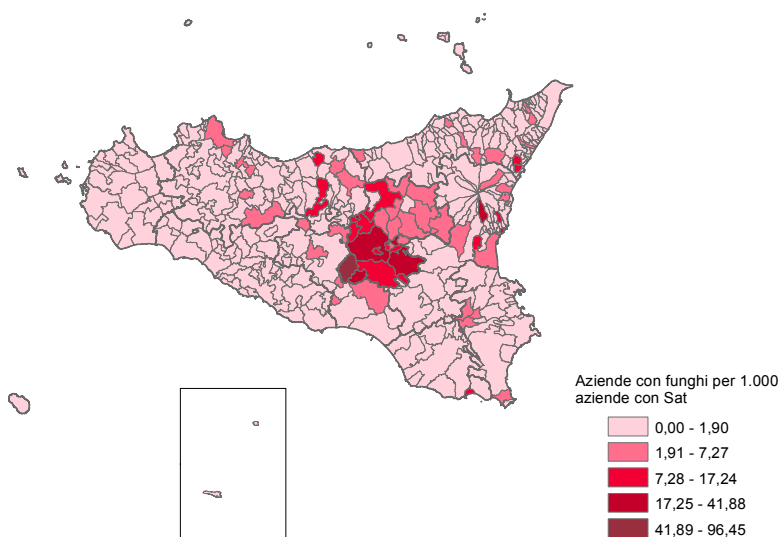 Aziende con funghi per 1.000
aziende con Sat
0,00 - 1,90
1,91 - 7,27
7,28 - 17,24
17,25 - 41,88
41,89 - 96,45